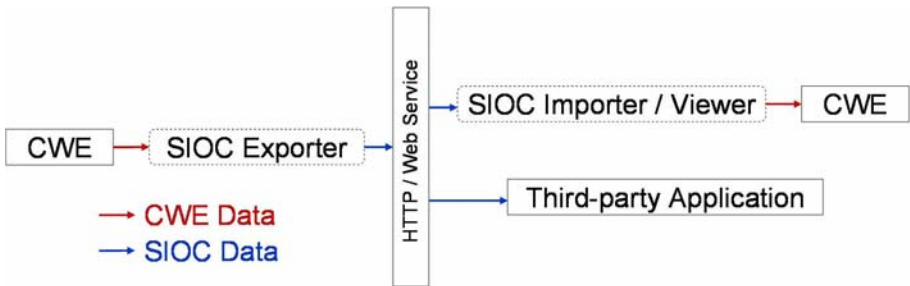 CWE
SIOC Exporter
HTTP / Web Service
SIOC Importer / Viewer
CWE
Third-party Application
CWE Data
SIOC Data